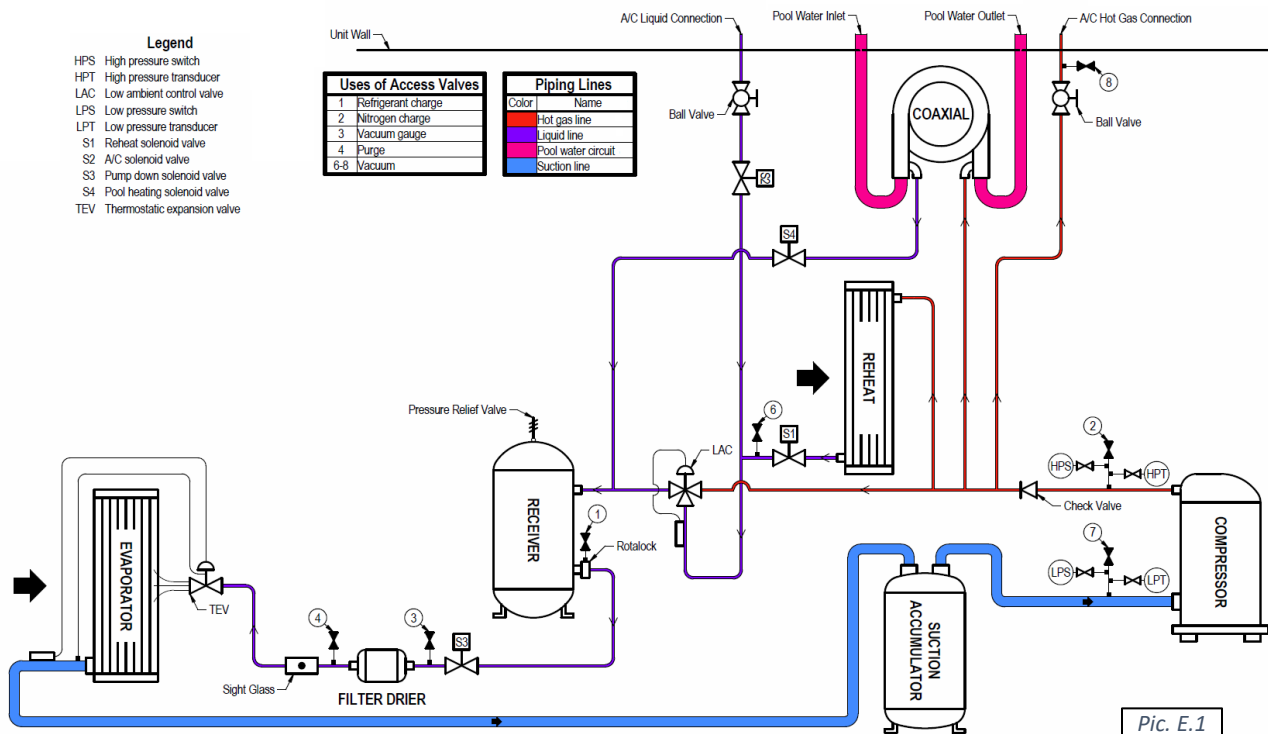 A/C Liquid Connection
Pool Water Inlet
Pool Water Outlet
A/C Hot Gas Connection
Unit Wall
Legend
HPS High pressure switch
HPT High pressure transducer
LAC Low ambient control valve
LPS Low pressure switch
LPT Low pressure transducer
S1 Reheat solenoid valve
S2 A/C solenoid valve
S3 Pump down solenoid valve
S4 Pool heating solenoid valve
TEV Thermostatic expansion valve
Uses of Access Valves
1 Refrigerant charge
2 Nitrogen charge
3 Vacuum gauge
4 Purge
6-8 Vacuum
Piping Lines
Color Name
Hot gas line
Liquid line
Pool water circuit
Suction line
Ball Valve
COAXIAL
8
Ball Valve
S4
REHEAT
Pressure Relief Valve
6
S1
LAC
2
HPS
HPT
Check Valve
COMPRESSOR
RECEIVER
1
Rotalock
7
LPS
LPT
EVAPORATOR
TEV
4
3
S3
Sight Glass
FILTER DRIER
SUCTION
ACCUMULATOR
Pic. E.1